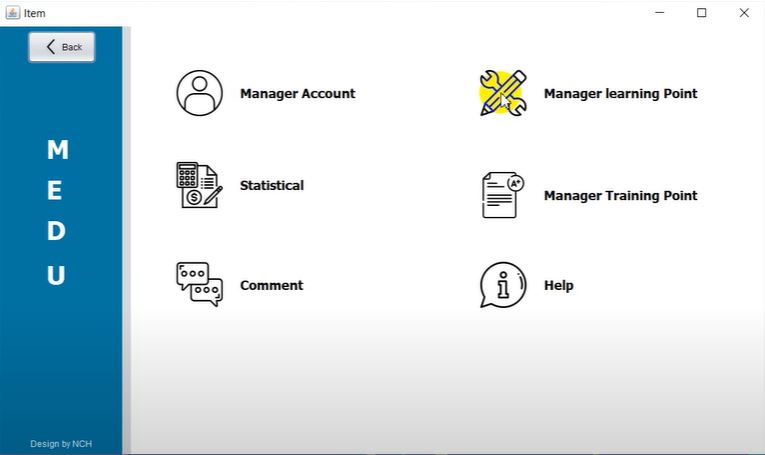 Item
Back
M
E
D
U
Design by NCH
Manager Account
Manager learning Point
Statistical
Manager Training Point
A+
Comment
Help